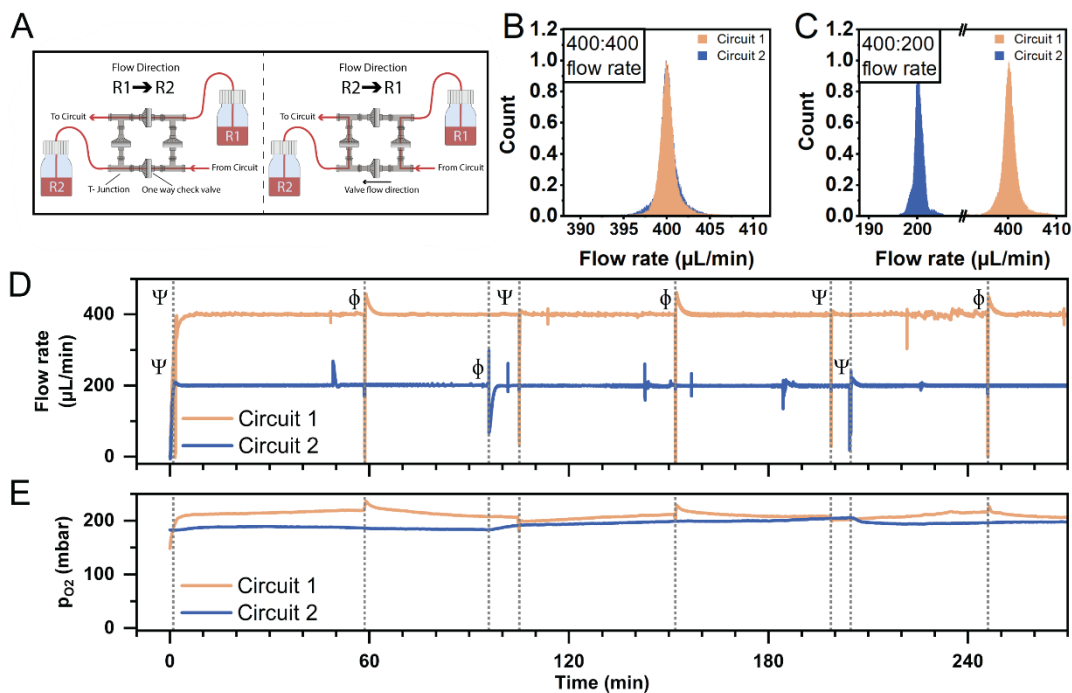 A
Flow Direction
R1→R2
Flow Direction
R2→R1
To Circuit
R1
R2
From Circuit
T- Junction
One way check valve
To Circuit
R1
R2
From Circuit
Valve flow direction
B
400:400
flow rate
Circuit 1
Circuit 2
Count
1.2
1.0
0.8
0.6
0.4
0.2
0.0
390
395
400
405
410
Flow rate (µL/min)
C
400:200
flow rate
Circuit 1
Circuit 2
Count
1.2
1.0
0.8
0.6
0.4
0.2
0.0
190
200
400
410
Flow rate (µL/min)
D
Flow rate
(µL/min)
400
200
0
Ψ
ϕ
Ψ
ϕ
Ψ
ϕ
Ψ
ϕ
Ψ
Circuit 1
Circuit 2
E
pO2 (mbar)
200
100
0
Circuit 1
Circuit 2
0
60
120
180
240
Time (min)